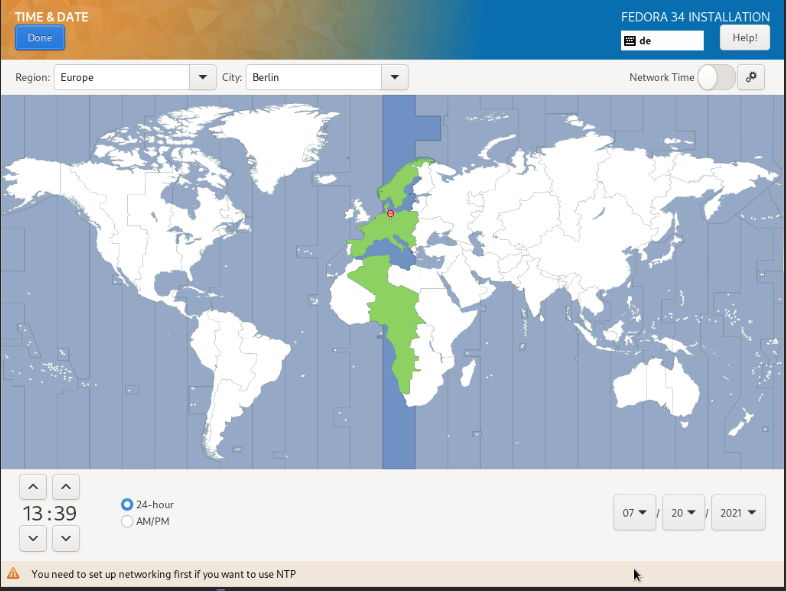 TIME & DATE
FEDORA 34 INSTALLATION
Done
de
Help!
Region: Europe City: Berlin Network Time
13:39
24-hour
AM/PM
07 / 20 / 2021
You need to set up networking first if you want to use NTP